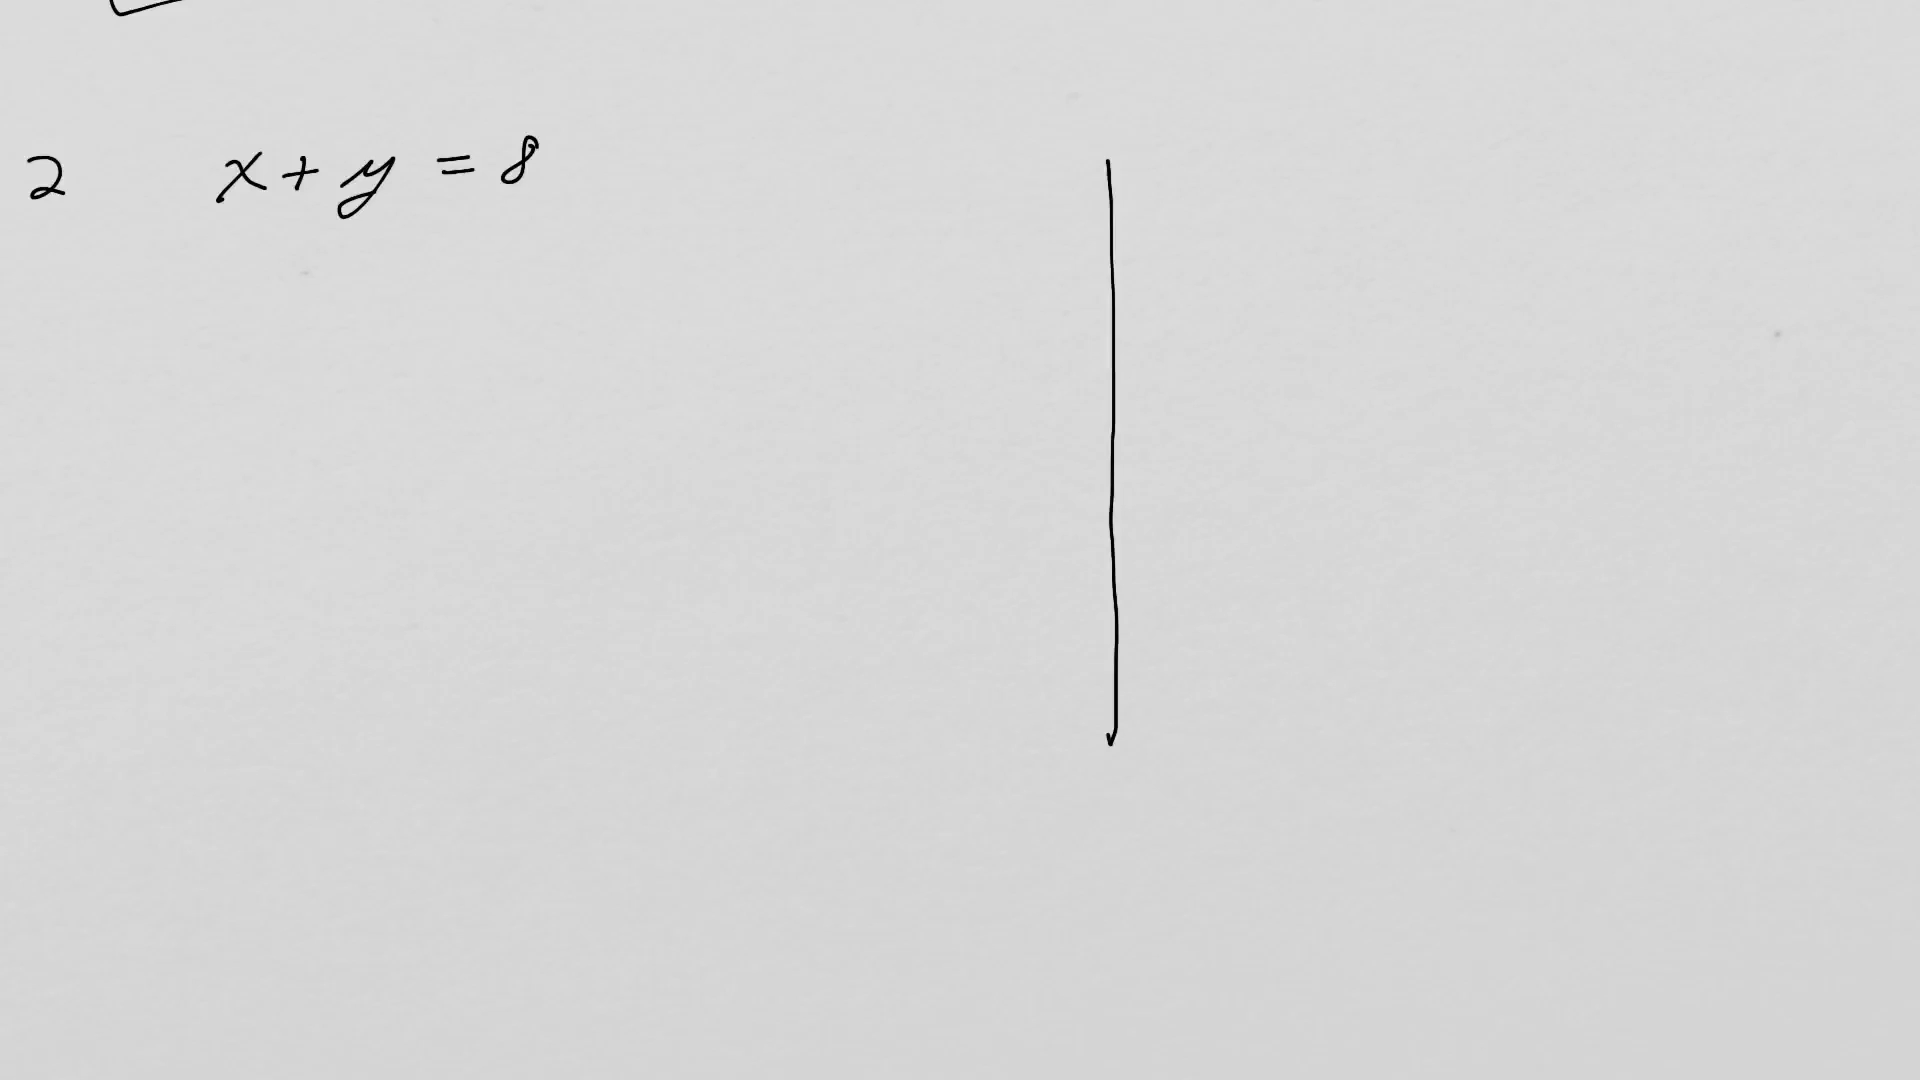 2 x + y = 8